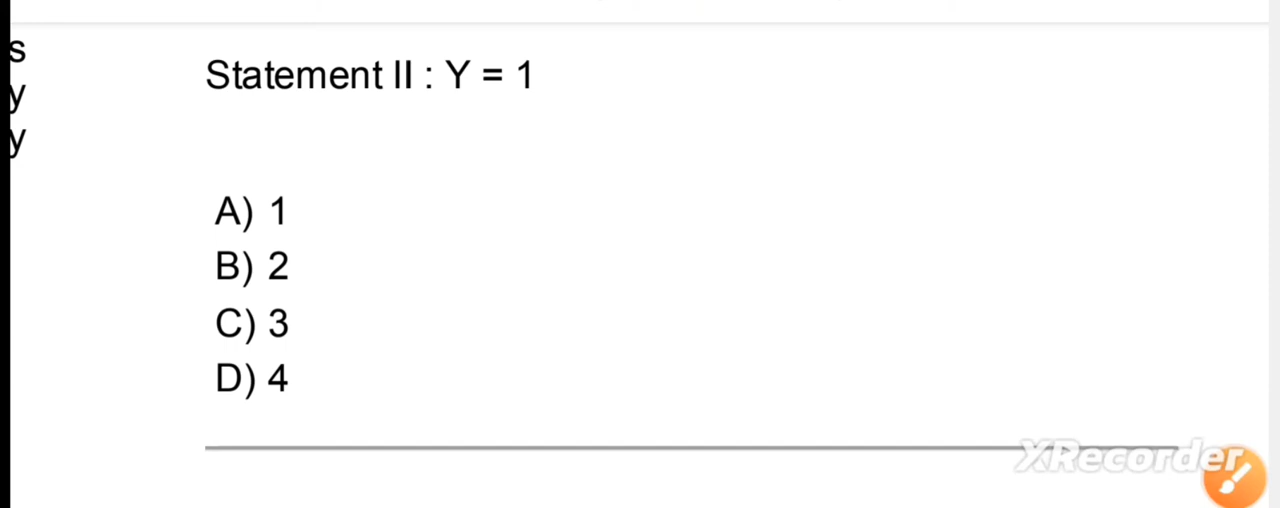 s
y
y
Statement II : Y = 1
A) 1
B) 2
C) 3
D) 4
XRecorder